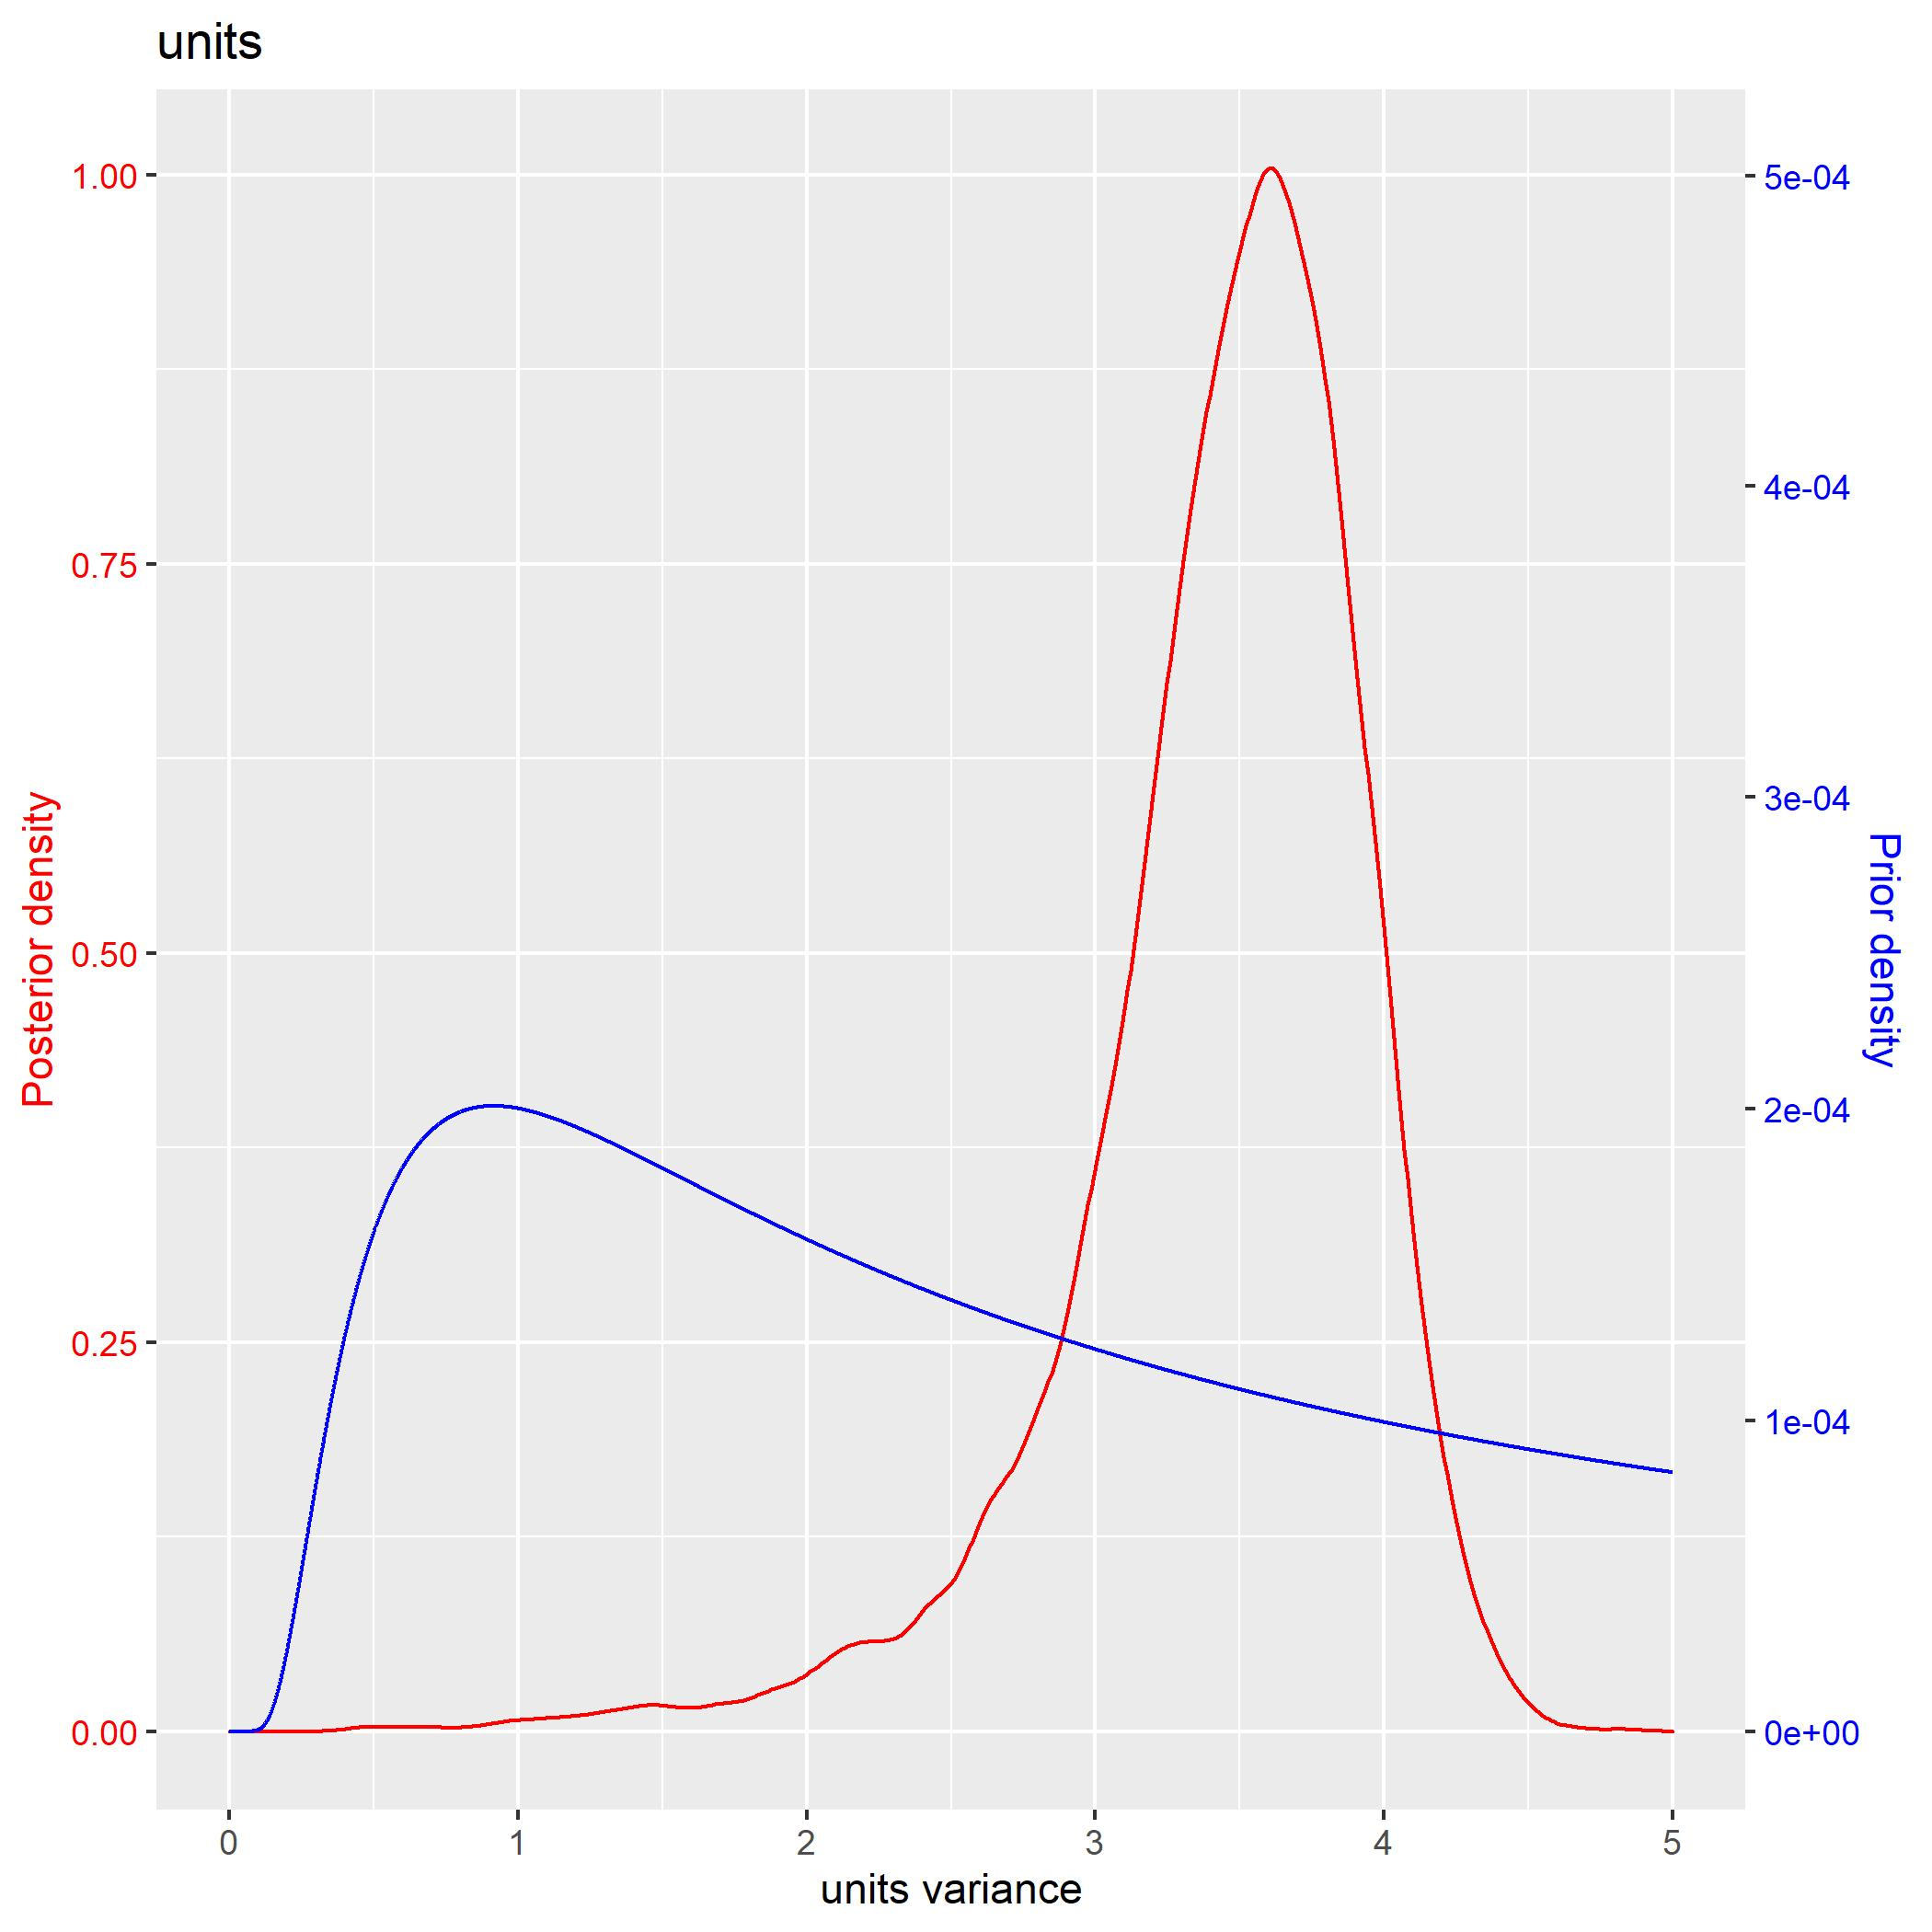 units
Posterior density
1.00
0.75
0.50
0.25
0.00
5e-04
4e-04
3e-04
2e-04
1e-04
0e+00
Prior density
0 1 2 3 4 5
units variance